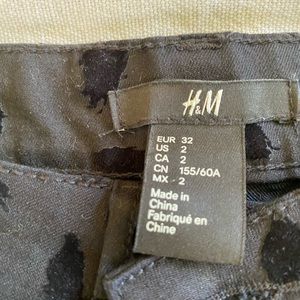 H&M
EUR 32
US 2
CA 2
CN 155/60A
MX 2
Made in
China
Fabriqué en
Chine